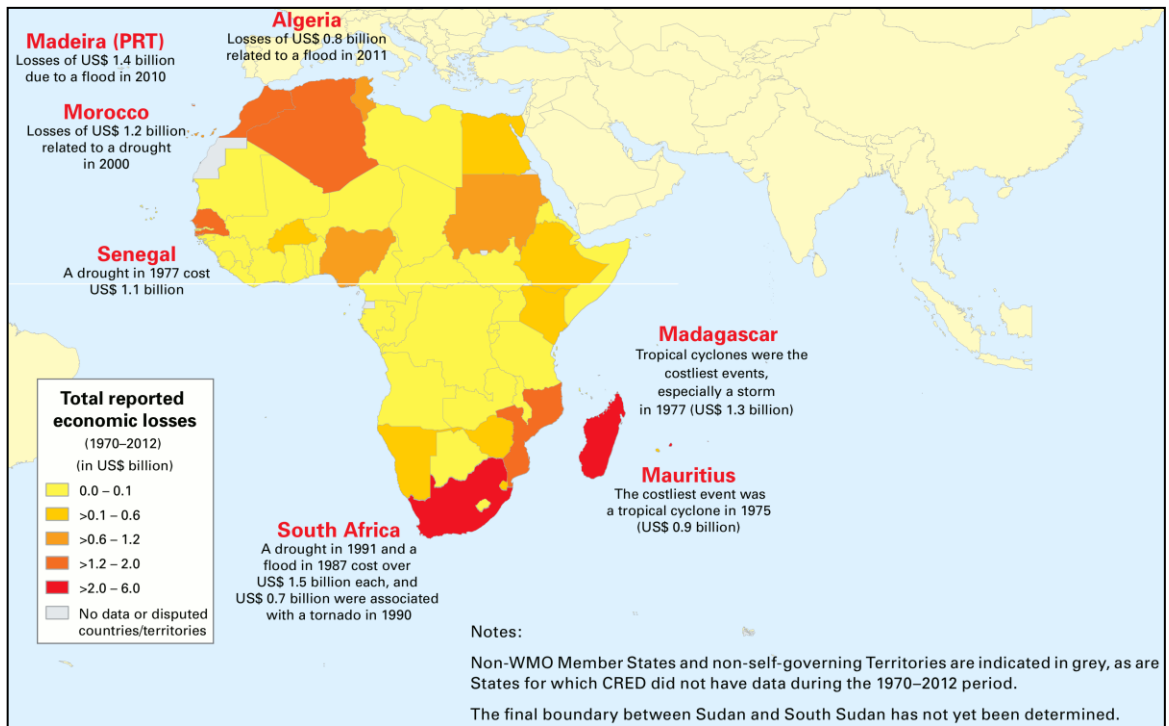 Algeria
Losses of US$ 0.8 billion
related to a flood in 2011
Madeira (PRT)
Losses of US$ 1.4 billion
due to a flood in 2010
Morocco
Losses of US$ 1.2 billion
related to a drought
in 2000
Senegal
A drought in 1977 cost
US$ 1.1 billion
Madagascar
Tropical cyclones were the
costliest events,
especially a storm
in 1977 (US$ 1.3 billion)
Mauritius
The costliest event was
a tropical cyclone in 1975
(US$ 0.9 billion)
South Africa
A drought in 1991 and a
flood in 1987 cost over
US$ 1.5 billion each, and
US$ 0.7 billion were associated
with a tornado in 1990
Total reported
economic losses
(1970–2012)
(in US$ billion)
0.0 – 0.1
>0.1 – 0.6
>0.6 – 1.2
>1.2 – 2.0
>2.0 – 6.0
No data or disputed
countries/territories
Notes:
Non-WMO Member States and non-self-governing Territories are indicated in grey, as are
States for which CRED did not have data during the 1970–2012 period.
The final boundary between Sudan and South Sudan has not yet been determined.